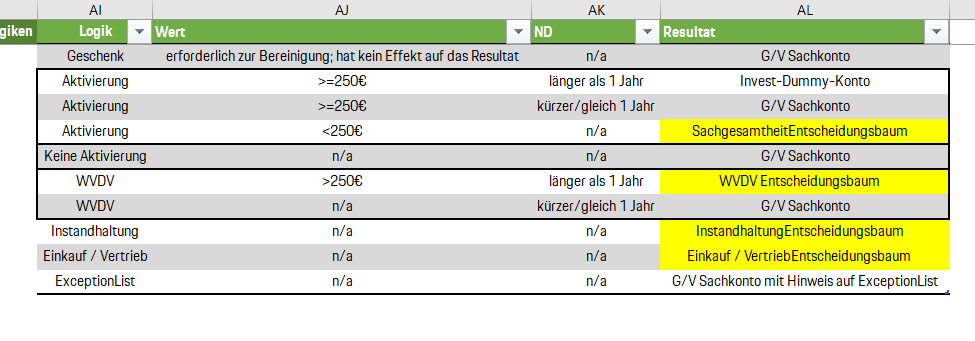 AI AJ AK AL
giken Logik Wert ND Resultat
Geschenk erforderlich zur Bereinigung; hat kein Effekt auf das Resultat n/a G/V Sachkonto
Aktivierung >=250€ länger als 1 Jahr Invest-Dummy-Konto
Aktivierung >=250€ kürzer/gleich 1 Jahr G/V Sachkonto
Aktivierung <250€ n/a SachgesamtheitEntscheidungsbaum
Keine Aktivierung n/a n/a G/V Sachkonto
WVDV >250€ länger als 1 Jahr WVDV Entscheidungsbaum
WVDV n/a kürzer/gleich 1 Jahr G/V Sachkonto
Instandhaltung n/a n/a InstandhaltungEntscheidungsbaum
Einkauf / Vertrieb n/a n/a Einkauf / VertriebEntscheidungsbaum
ExceptionList n/a n/a G/V Sachkonto mit Hinweis auf ExceptionList